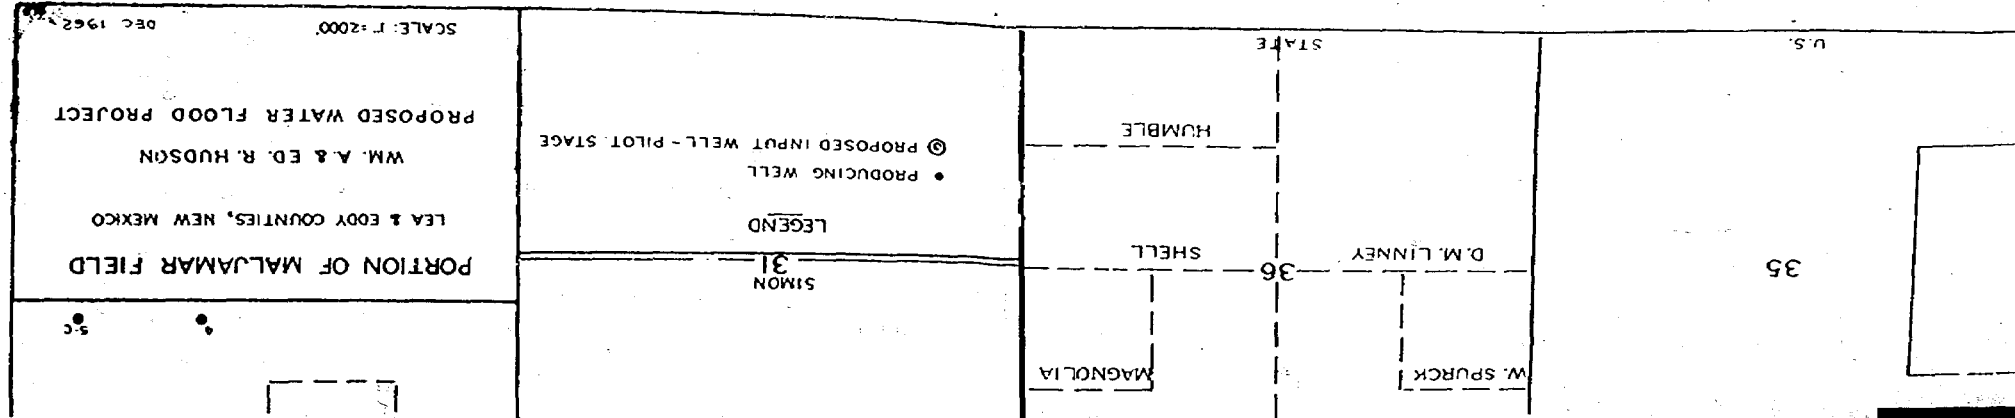 W. SPURCK
MAGNOLIA
4
5-C
35
D. M. LINNEY
36
SHELL
SIMON
31
LEGEND
• PRODUCING WELL
◎ PROPOSED INPUT WELL - PILOT STAGE
HUMBLE
U.S.
STATE
PORTION OF MALJAMAR FIELD
LEA & EDDY COUNTIES, NEW MEXICO
WM. A. & ED. R. HUDSON
PROPOSED WATER FLOOD PROJECT
SCALE: 1"=2000'
DEC 1962